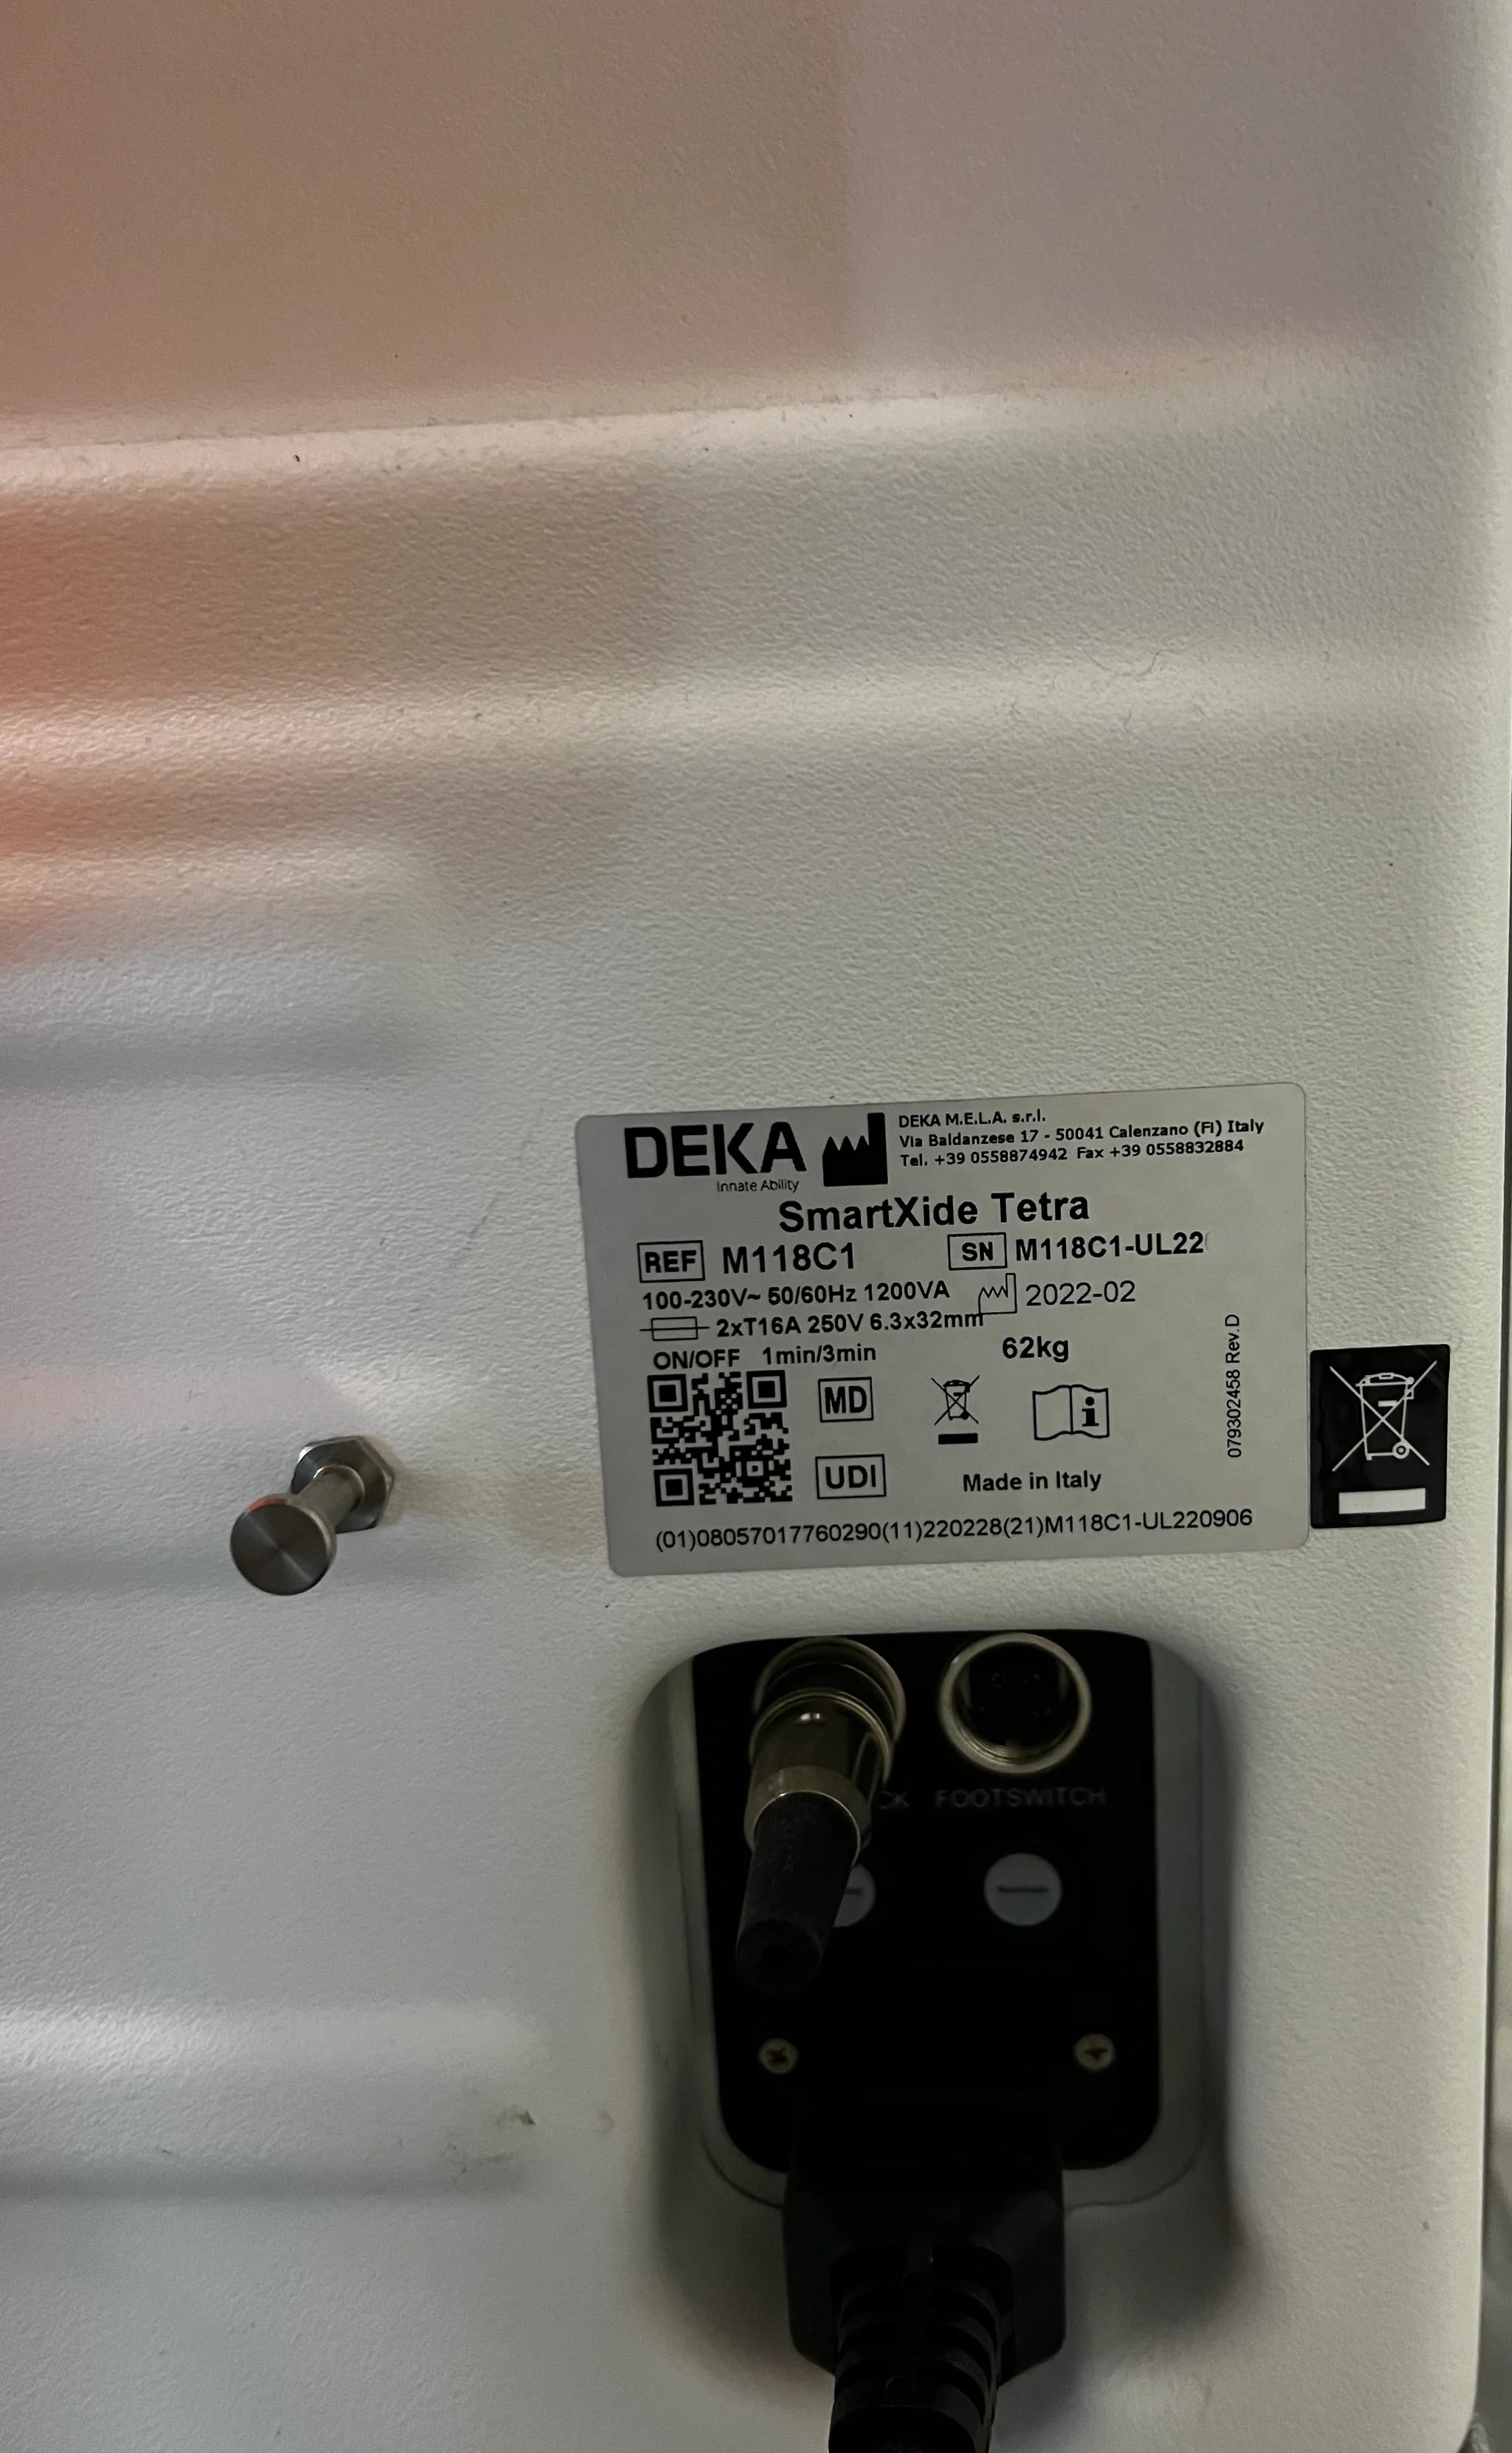 DEKA
Innate Ability
DEKA M.E.L.A. s.r.l.
Via Baldanzese 17 - 50041 Calenzano (FI) Italy
Tel. +39 0558874942 Fax +39 0558832884
SmartXide Tetra
REF M118C1
SN M118C1-UL22
100-230V~ 50/60Hz 1200VA
2022-02
2xT16A 250V 6.3x32mm
ON/OFF 1min/3min
62kg
MD
UDI
Made in Italy
079302458 Rev.D
(01)08057017760290(11)220228(21)M118C1-UL220906
FOOTSWITCH